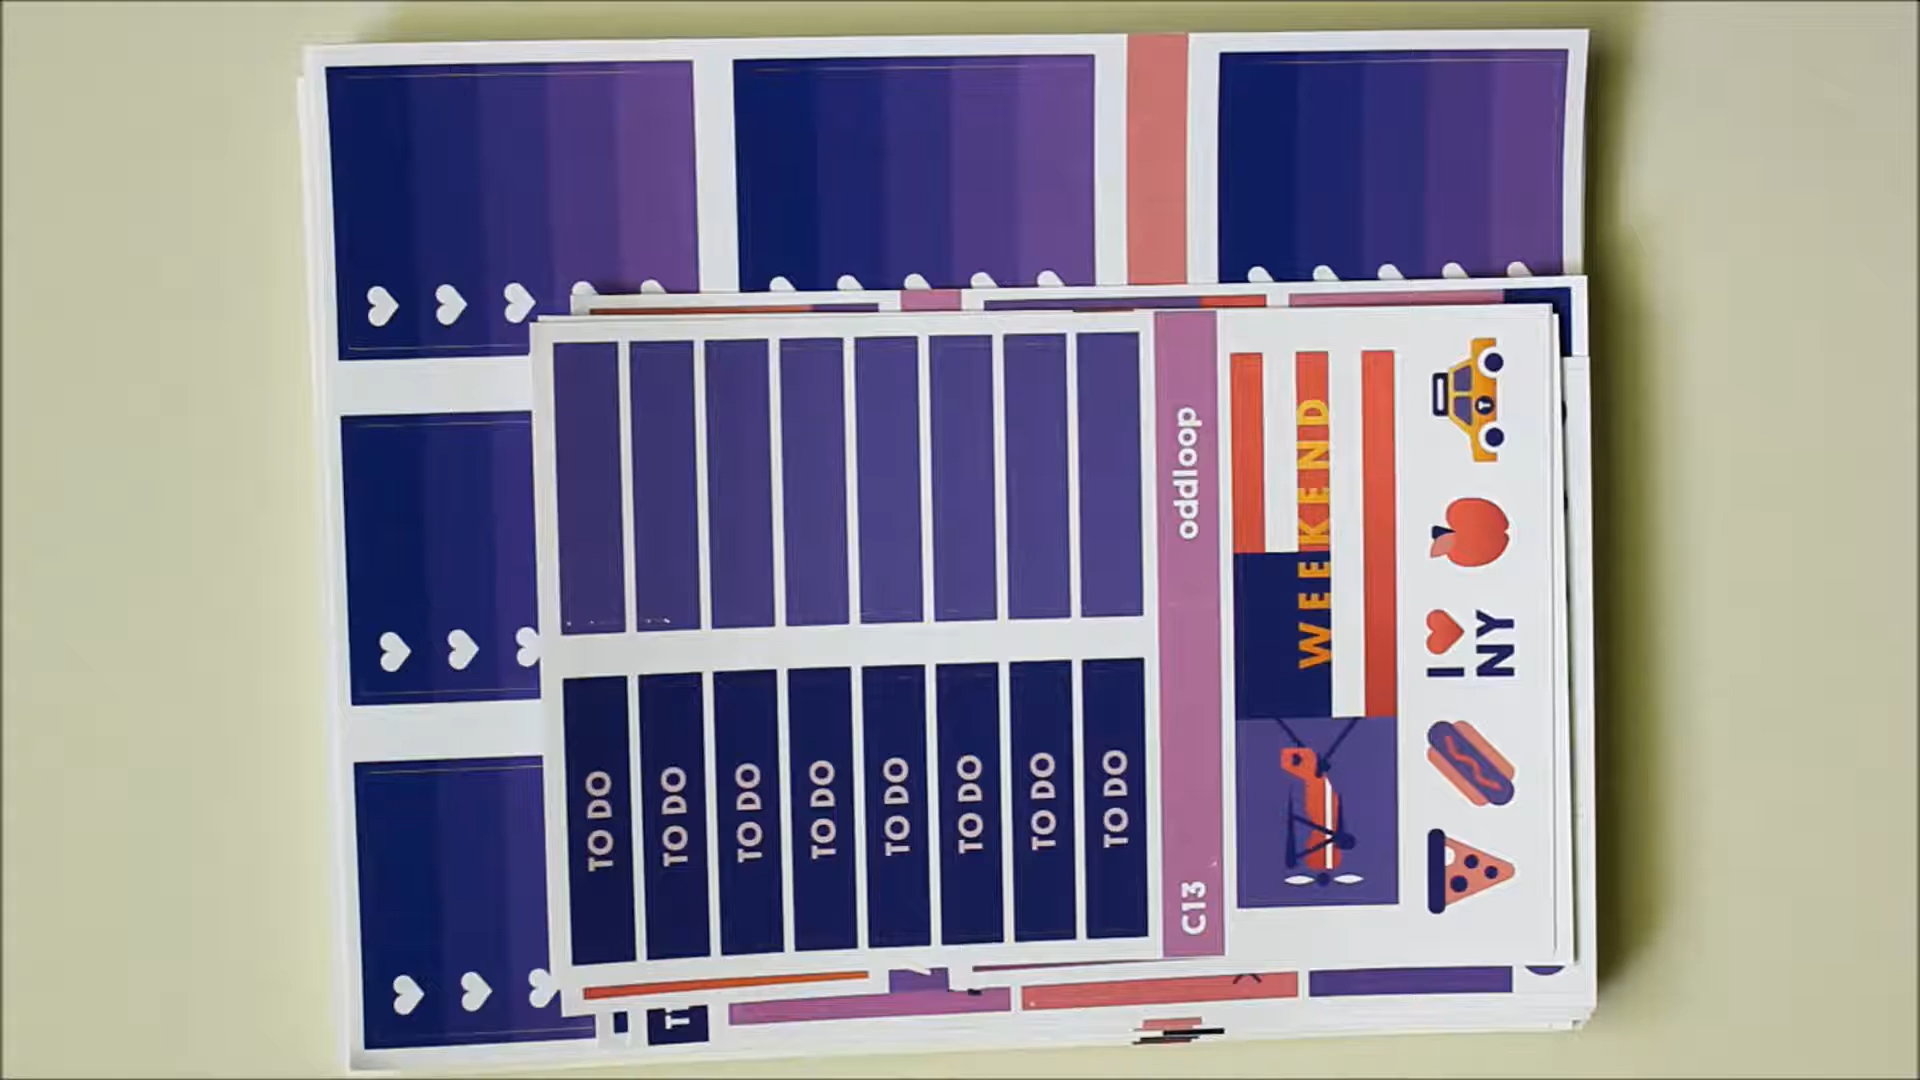 TO DO
TO DO
TO DO
TO DO
TO DO
TO DO
TO DO
TO DO
C13
oddloop
WEEKEND
I
NY